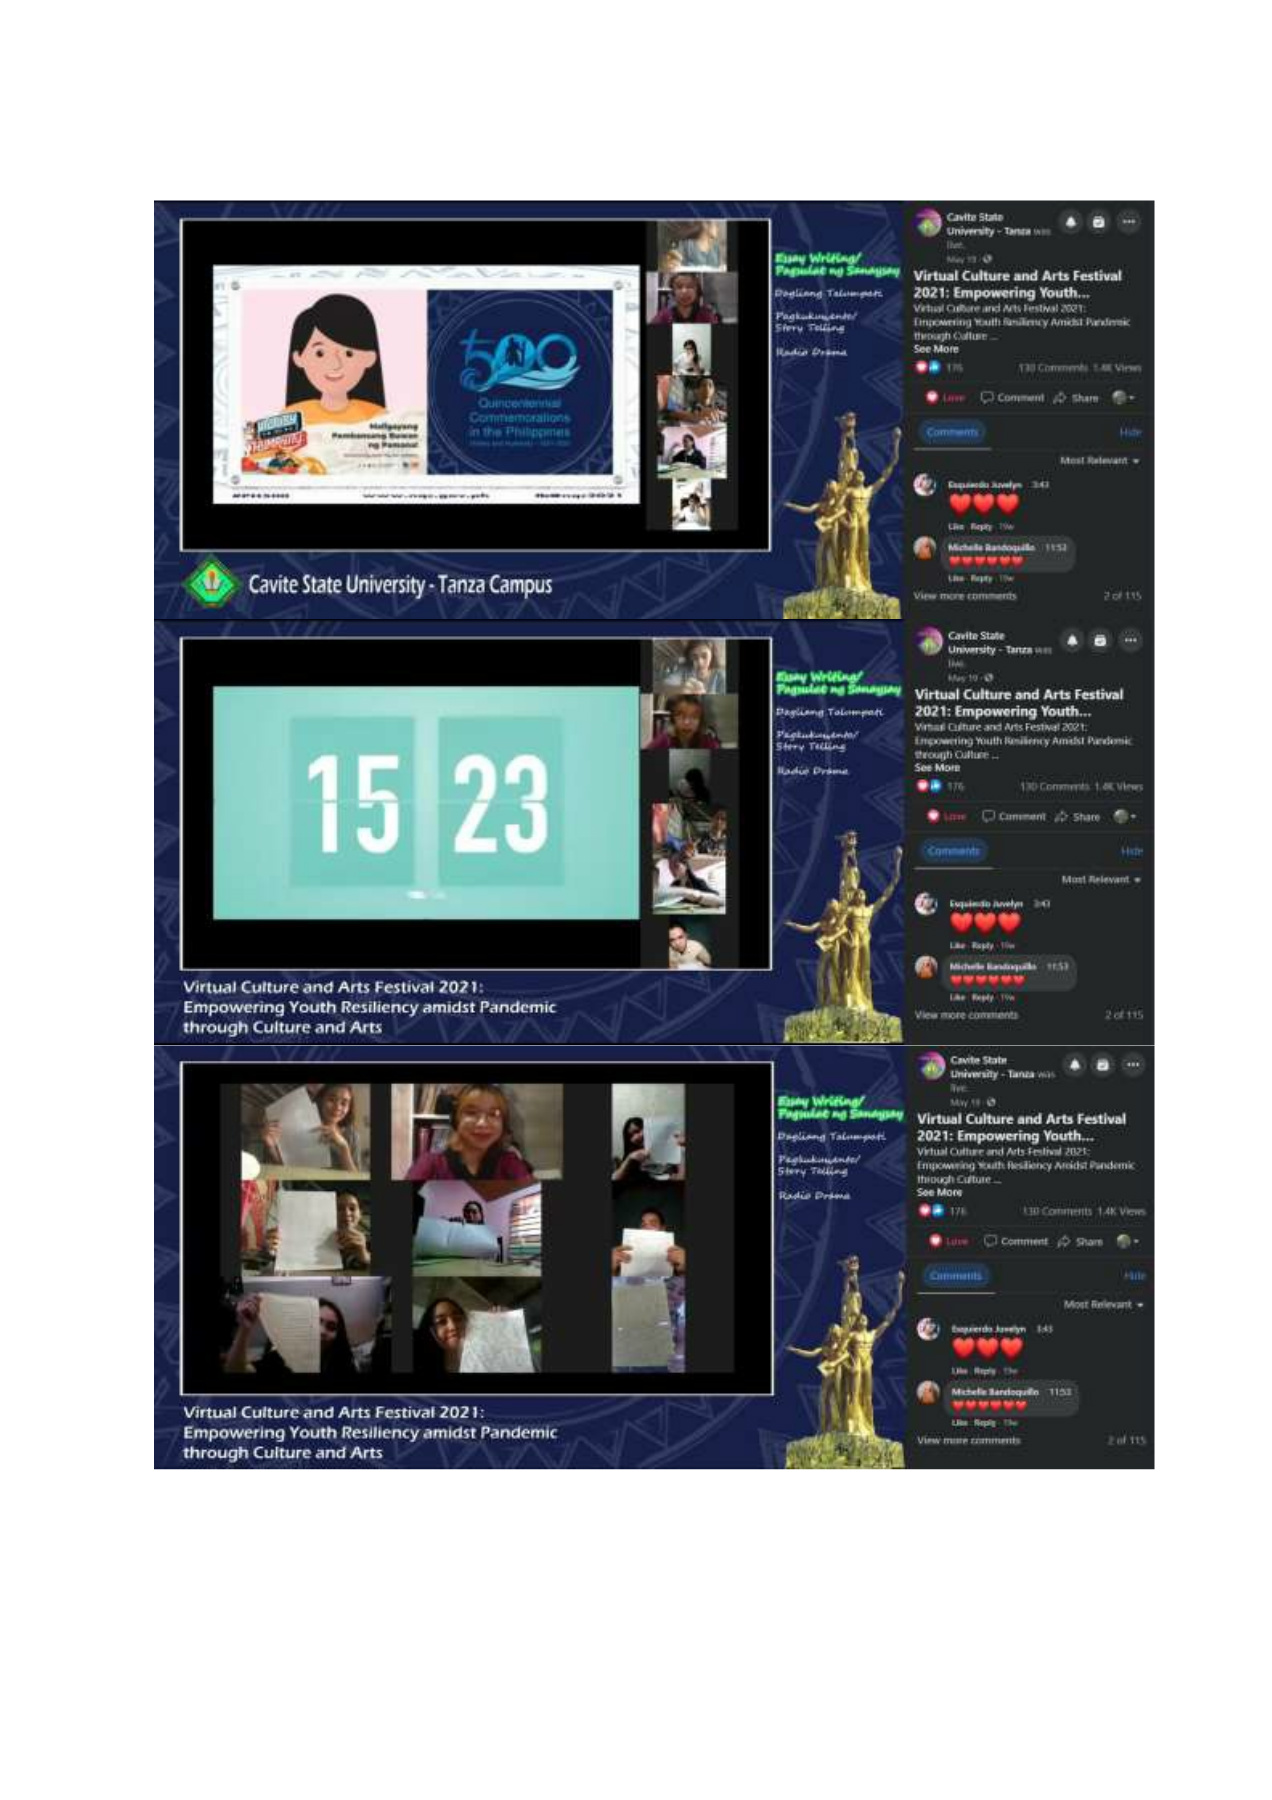 500
Quincentennial
Commemorations
in the Philippines
Maligayang
Pambansang Buwan
ng Pamana!
Essay Writing/
Pagsulat ng Sanaysay
Dagliang Talumpati
Pagkukuwento/
Story Telling
Radio Drama
Cavite State University - Tanza Campus
Cavite State
University - Tanza was
live.
May 19
Virtual Culture and Arts Festival
2021: Empowering Youth...
Virtual Culture and Arts Festival 2021:
Empowering Youth Resiliency Amidst Pandemic
through Culture ...
See More
176 130 Comments 1.4K Views
Love Comment Share
Comments Hide
Most Relevant
Esquierdo Juvelyn 3:43
Like Reply 19w
Michelle Bandoquillo 11:53
Like Reply 19w
View more comments 2 of 115
15 23
Essay Writing/
Pagsulat ng Sanaysay
Dagliang Talumpati
Pagkukuwento/
Story Telling
Radio Drama
Virtual Culture and Arts Festival 2021:
Empowering Youth Resiliency amidst Pandemic
through Culture and Arts
Cavite State
University - Tanza was
live.
May 19
Virtual Culture and Arts Festival
2021: Empowering Youth...
Virtual Culture and Arts Festival 2021:
Empowering Youth Resiliency Amidst Pandemic
through Culture ...
See More
176 130 Comments 1.4K Views
Love Comment Share
Comments Hide
Most Relevant
Esquierdo Juvelyn 3:43
Like Reply 19w
Michelle Bandoquillo 11:53
Like Reply 19w
View more comments 2 of 115
Essay Writing/
Pagsulat ng Sanaysay
Dagliang Talumpati
Pagkukuwento/
Story Telling
Radio Drama
Virtual Culture and Arts Festival 2021:
Empowering Youth Resiliency amidst Pandemic
through Culture and Arts
Cavite State
University - Tanza was
live.
May 19
Virtual Culture and Arts Festival
2021: Empowering Youth...
Virtual Culture and Arts Festival 2021:
Empowering Youth Resiliency Amidst Pandemic
through Culture ...
See More
176 130 Comments 1.4K Views
Love Comment Share
Comments Hide
Most Relevant
Esquierdo Juvelyn 3:43
Like Reply 19w
Michelle Bandoquillo 11:53
Like Reply 19w
View more comments 2 of 115